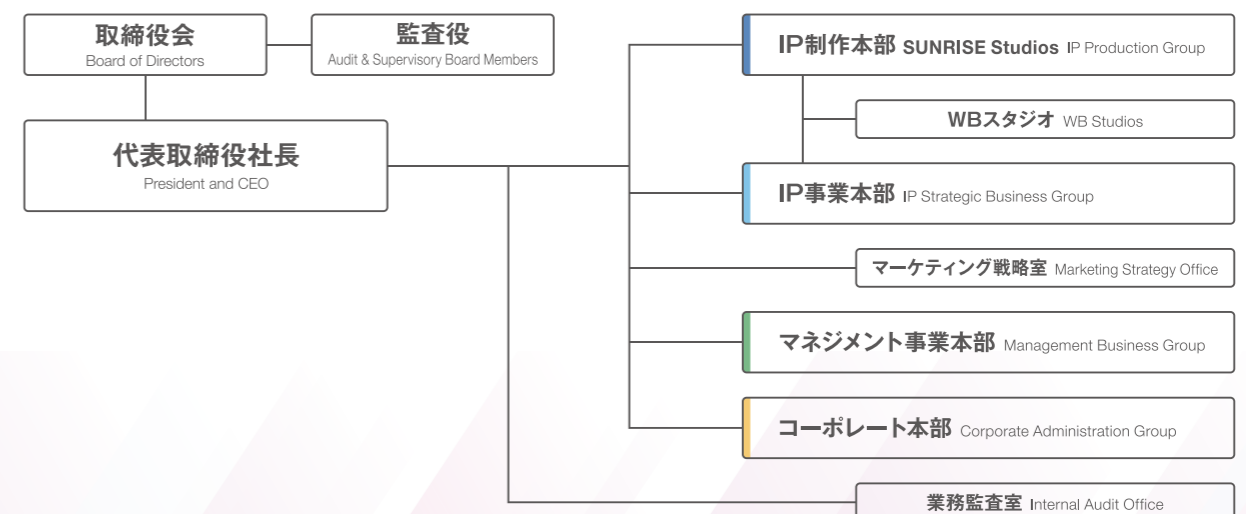 取締役会
Board of Directors
監査役
Audit & Supervisory Board Members
代表取締役社長
President and CEO
IP制作本部 SUNRISE Studios IP Production Group
WBスタジオ WB Studios
IP事業本部 IP Strategic Business Group
マーケティング戦略室 Marketing Strategy Office
マネジメント事業本部 Management Business Group
コーポレート本部 Corporate Administration Group
業務監査室 Internal Audit Office